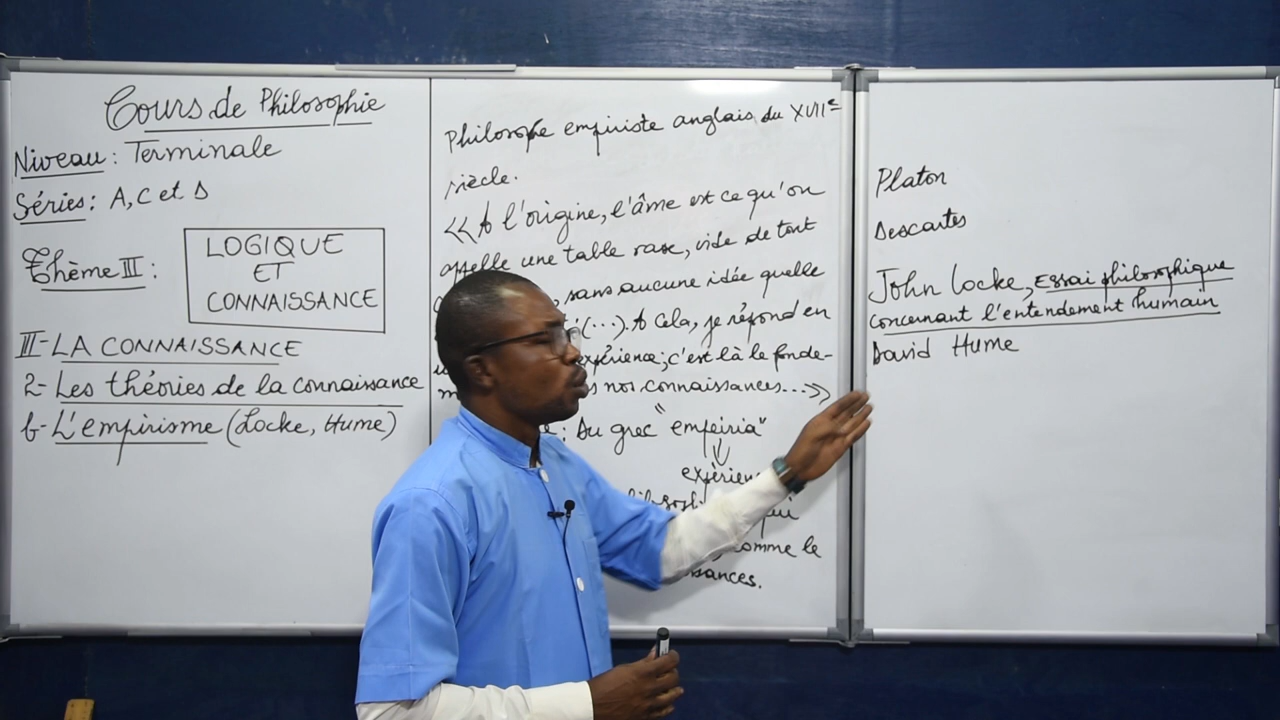 Cours de Philosophie
Niveau : Terminale
Séries : A, C et D
Thème III :
LOGIQUE
ET
CONNAISSANCE
III- LA CONNAISSANCE
2- Les théories de la connaissance
b- L'empirisme (Locke, Hume)
Philosophe empiriste anglais du XVIIe
siècle.
<< A l'origine, l'âme est ce qu'on
appelle une table rase, vide de tout
, sans aucune idée quelle
(...). A cela, je répond en
expérience ; c'est là le fonde-
nos connaissances... >>
: Du grec "empeiria"
↓
comme le
Platon
Descartes
John Locke, Essai philosophique
concernant l'entendement humain
David Hume